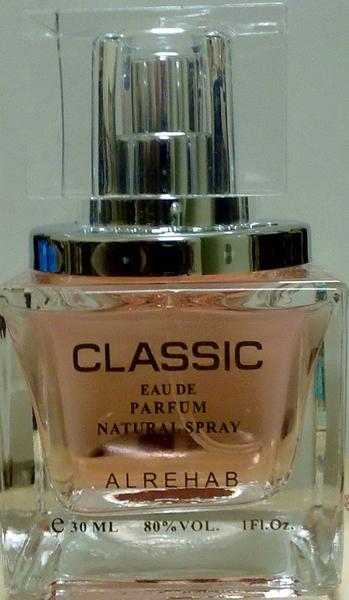 CLASSIC
EAU DE
PARFUM
NATURAL SPRAY
ALREHAB
e 30 ML 80%VOL. 1Fl.Oz.